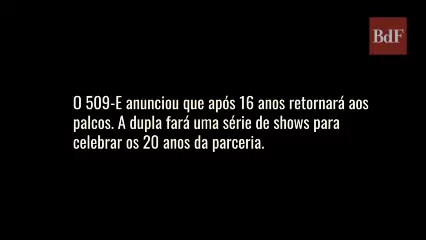 BdF
O 509-E anunciou que após 16 anos retornará aos
palcos. A dupla fará uma série de shows para
celebrar os 20 anos da parceria.